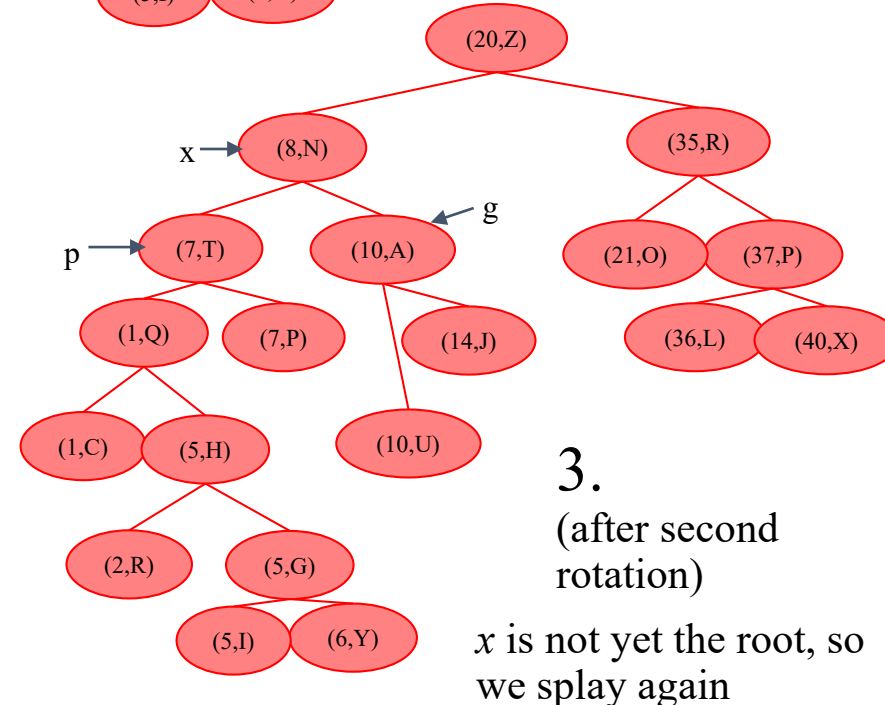 (20,Z)
x
(8,N)
(35,R)
g
p
(7,T)
(10,A)
(21,O)
(37,P)
(1,Q)
(7,P)
(14,J)
(36,L)
(40,X)
(1,C)
(5,H)
(10,U)
3.
(after second
rotation)
(2,R)
(5,G)
(5,I)
(6,Y)
x is not yet the root, so
we splay again